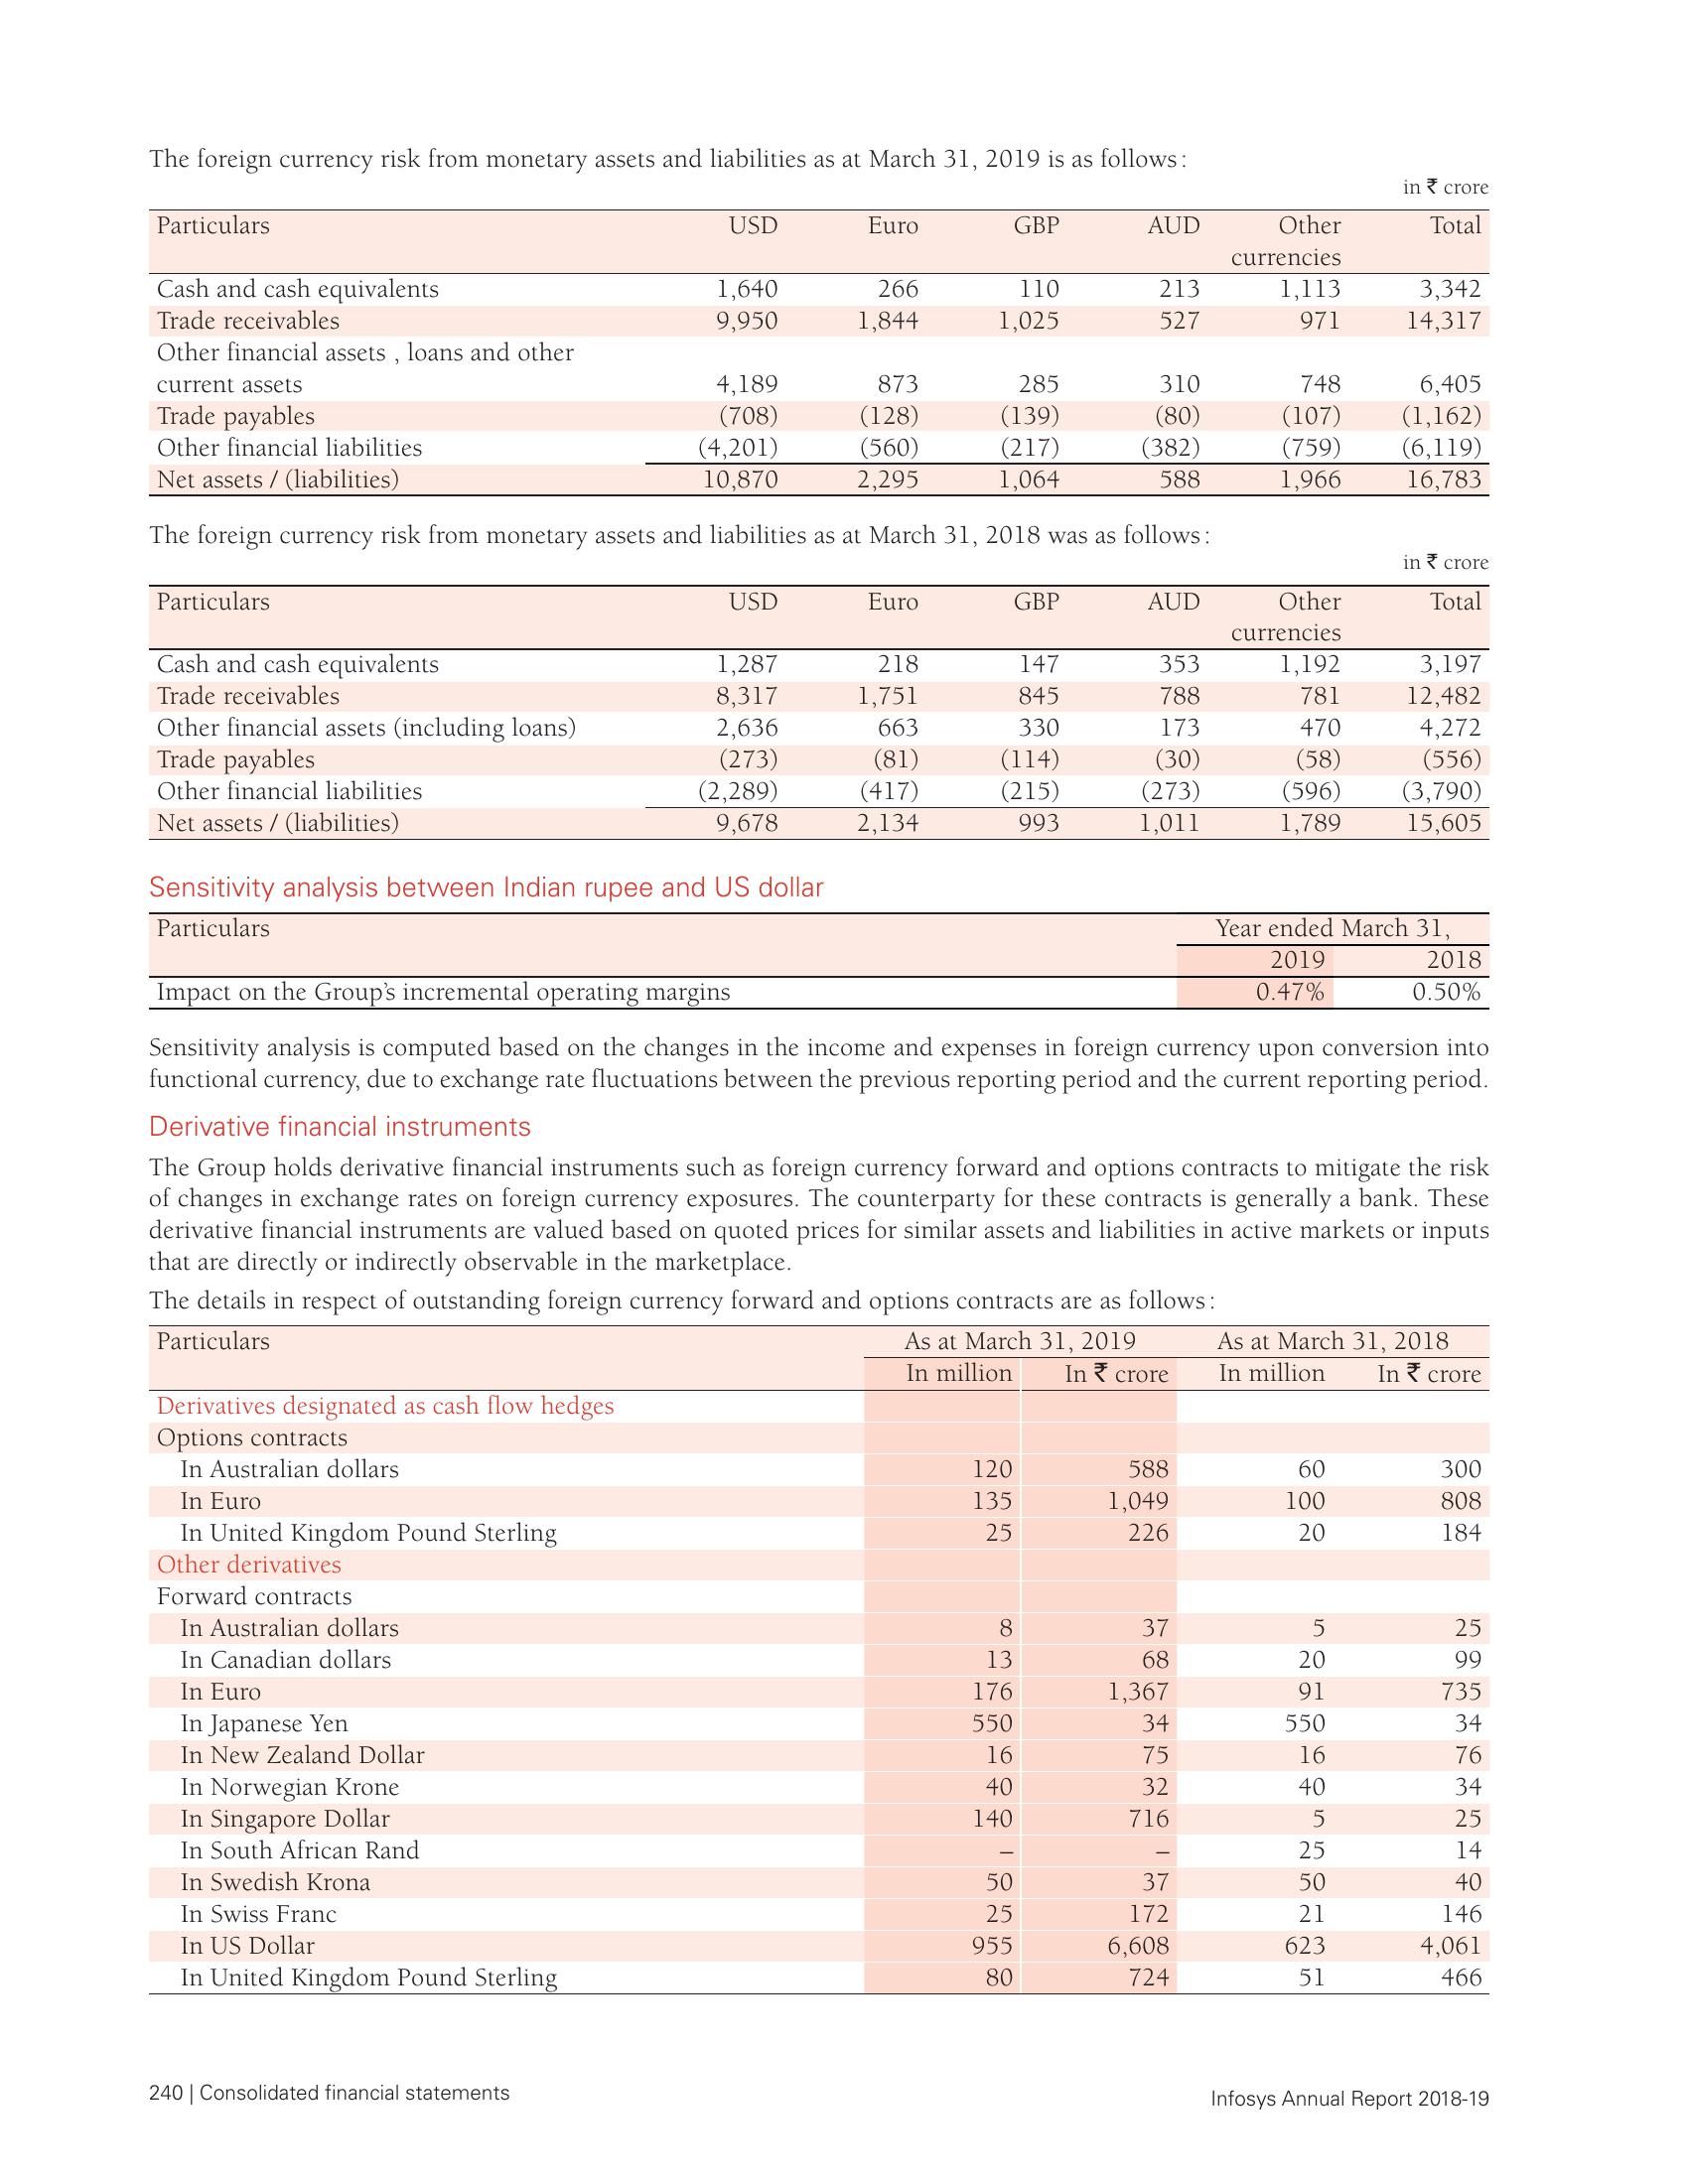 The foreign currency risk from monetary assets and liabilities as at March 31, 2019 is as follows:
in ₹ crore
Particulars USD Euro GBP AUD Other currencies Total
Cash and cash equivalents 1,640 266 110 213 1,113 3,342
Trade receivables 9,950 1,844 1,025 527 971 14,317
Other financial assets , loans and other
current assets 4,189 873 285 310 748 6,405
Trade payables (708) (128) (139) (80) (107) (1,162)
Other financial liabilities (4,201) (560) (217) (382) (759) (6,119)
Net assets / (liabilities) 10,870 2,295 1,064 588 1,966 16,783
The foreign currency risk from monetary assets and liabilities as at March 31, 2018 was as follows:
in ₹ crore
Particulars USD Euro GBP AUD Other currencies Total
Cash and cash equivalents 1,287 218 147 353 1,192 3,197
Trade receivables 8,317 1,751 845 788 781 12,482
Other financial assets (including loans) 2,636 663 330 173 470 4,272
Trade payables (273) (81) (114) (30) (58) (556)
Other financial liabilities (2,289) (417) (215) (273) (596) (3,790)
Net assets / (liabilities) 9,678 2,134 993 1,011 1,789 15,605
Sensitivity analysis between Indian rupee and US dollar
Particulars Year ended March 31,
2019 2018
Impact on the Group's incremental operating margins 0.47% 0.50%
Sensitivity analysis is computed based on the changes in the income and expenses in foreign currency upon conversion into
functional currency, due to exchange rate fluctuations between the previous reporting period and the current reporting period.
Derivative financial instruments
The Group holds derivative financial instruments such as foreign currency forward and options contracts to mitigate the risk
of changes in exchange rates on foreign currency exposures. The counterparty for these contracts is generally a bank. These
derivative financial instruments are valued based on quoted prices for similar assets and liabilities in active markets or inputs
that are directly or indirectly observable in the marketplace.
The details in respect of outstanding foreign currency forward and options contracts are as follows:
Particulars As at March 31, 2019 As at March 31, 2018
In million In ₹ crore In million In ₹ crore
Derivatives designated as cash flow hedges
Options contracts
In Australian dollars 120 588 60 300
In Euro 135 1,049 100 808
In United Kingdom Pound Sterling 25 226 20 184
Other derivatives
Forward contracts
In Australian dollars 8 37 5 25
In Canadian dollars 13 68 20 99
In Euro 176 1,367 91 735
In Japanese Yen 550 34 550 34
In New Zealand Dollar 16 75 16 76
In Norwegian Krone 40 32 40 34
In Singapore Dollar 140 716 5 25
In South African Rand – – 25 14
In Swedish Krona 50 37 50 40
In Swiss Franc 25 172 21 146
In US Dollar 955 6,608 623 4,061
In United Kingdom Pound Sterling 80 724 51 466
240 | Consolidated financial statements
Infosys Annual Report 2018-19